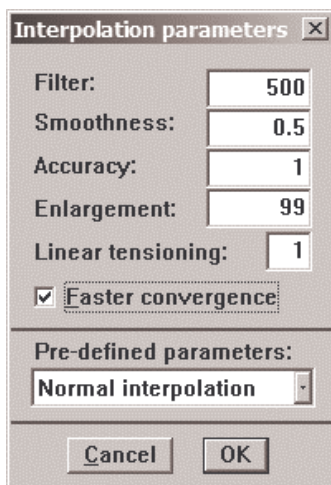 Interpolation parameters
Filter: 500
Smoothness: 0.5
Accuracy: 1
Enlargement: 99
Linear tensioning: 1
Faster convergence
Pre-defined parameters:
Normal interpolation
Cancel OK